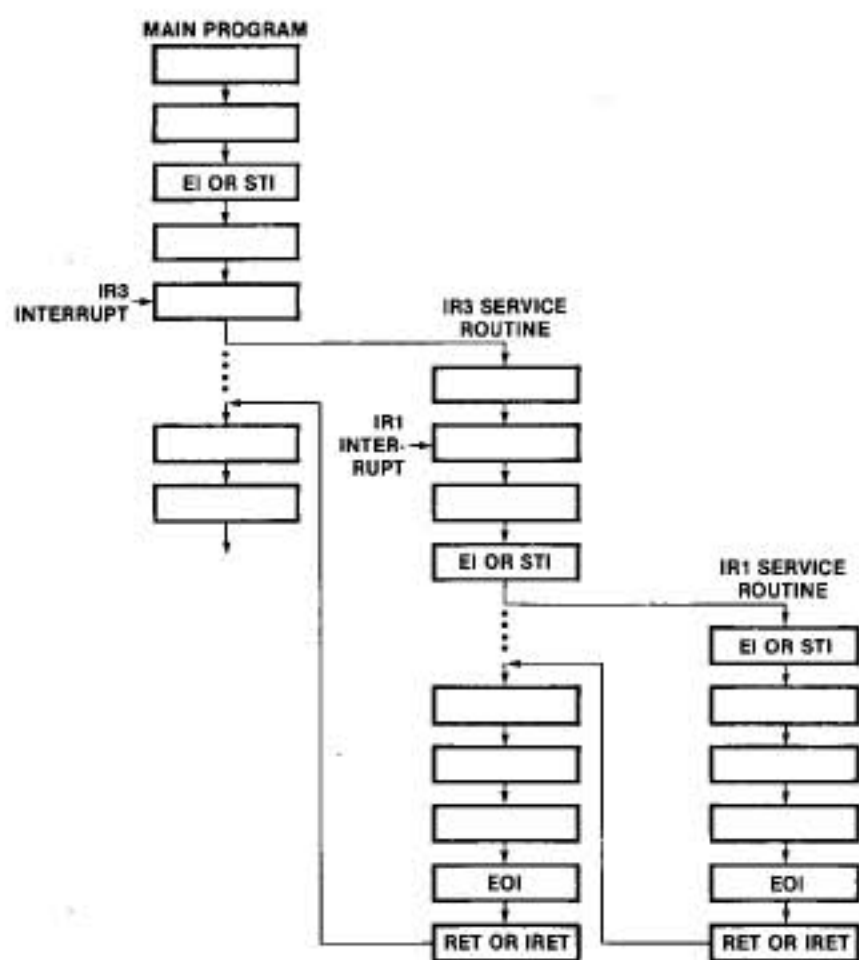 MAIN PROGRAM
EI OR STI
IR3
INTERRUPT
IR3 SERVICE
ROUTINE
IR1
INTER-
RUPT
EI OR STI
IR1 SERVICE
ROUTINE
EI OR STI
EOI
EOI
RET OR IRET
RET OR IRET